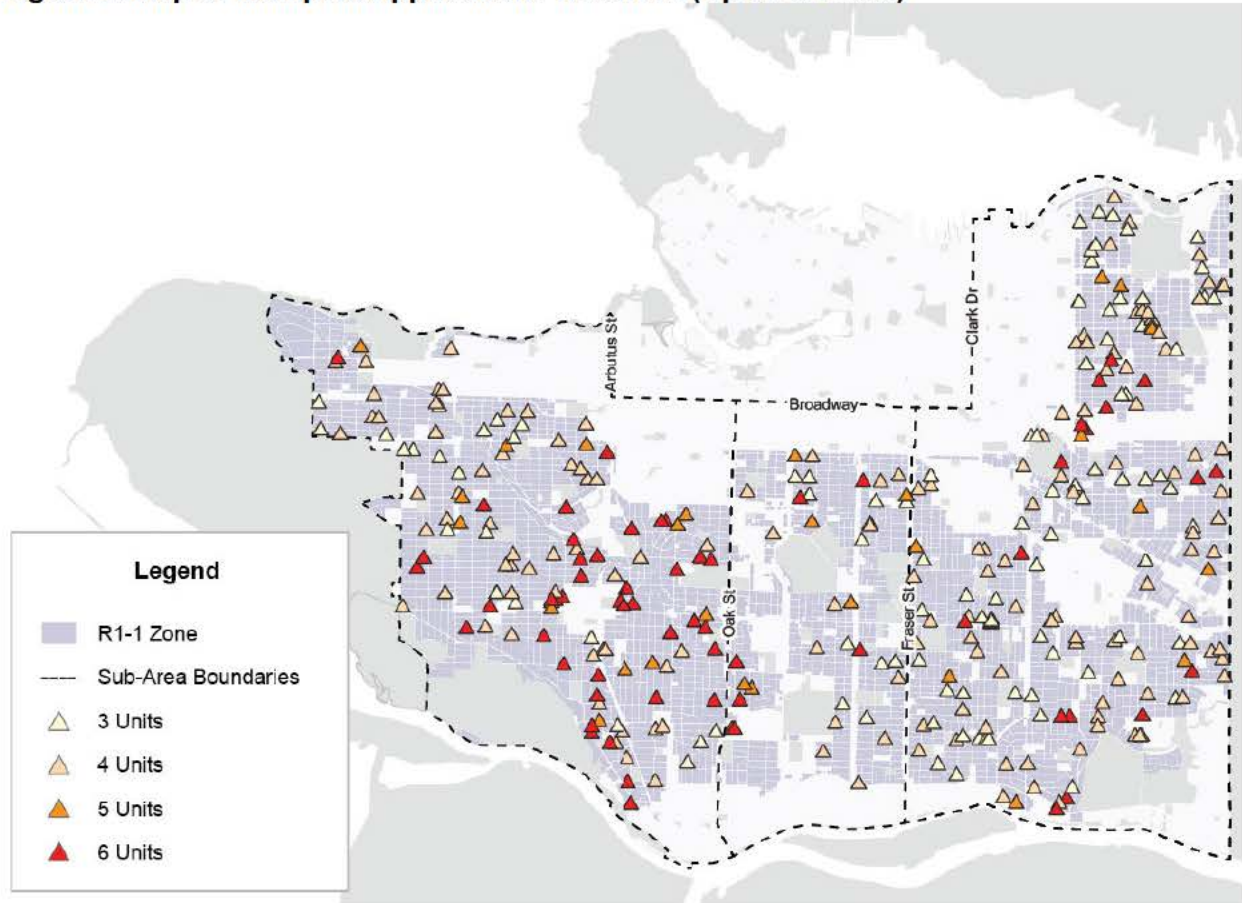 Arbutus St
Clark Dr
Broadway
Oak St
Fraser St
Legend
R1-1 Zone
Sub-Area Boundaries
3 Units
4 Units
5 Units
6 Units